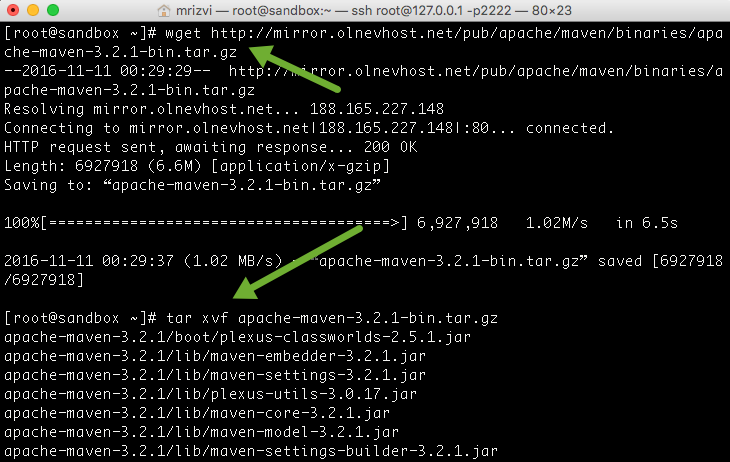 mrizvi — root@sandbox:~ — ssh root@127.0.0.1 -p2222 — 80×23
[root@sandbox ~]# wget http://mirror.olnevhost.net/pub/apache/maven/binaries/apa
che-maven-3.2.1-bin.tar.gz
--2016-11-11 00:29:29--  http://mirror.olnevhost.net/pub/apache/maven/binaries/a
pache-maven-3.2.1-bin.tar.gz
Resolving mirror.olnevhost.net... 188.165.227.148
Connecting to mirror.olnevhost.net|188.165.227.148|:80... connected.
HTTP request sent, awaiting response... 200 OK
Length: 6927918 (6.6M) [application/x-gzip]
Saving to: “apache-maven-3.2.1-bin.tar.gz”
100%[======================================>] 6,927,918   1.02M/s   in 6.5s
2016-11-11 00:29:37 (1.02 MB/s) - “apache-maven-3.2.1-bin.tar.gz” saved [6927918
/6927918]
[root@sandbox ~]# tar xvf apache-maven-3.2.1-bin.tar.gz
apache-maven-3.2.1/boot/plexus-classworlds-2.5.1.jar
apache-maven-3.2.1/lib/maven-embedder-3.2.1.jar
apache-maven-3.2.1/lib/maven-settings-3.2.1.jar
apache-maven-3.2.1/lib/plexus-utils-3.0.17.jar
apache-maven-3.2.1/lib/maven-core-3.2.1.jar
apache-maven-3.2.1/lib/maven-model-3.2.1.jar
apache-maven-3.2.1/lib/maven-settings-builder-3.2.1.jar